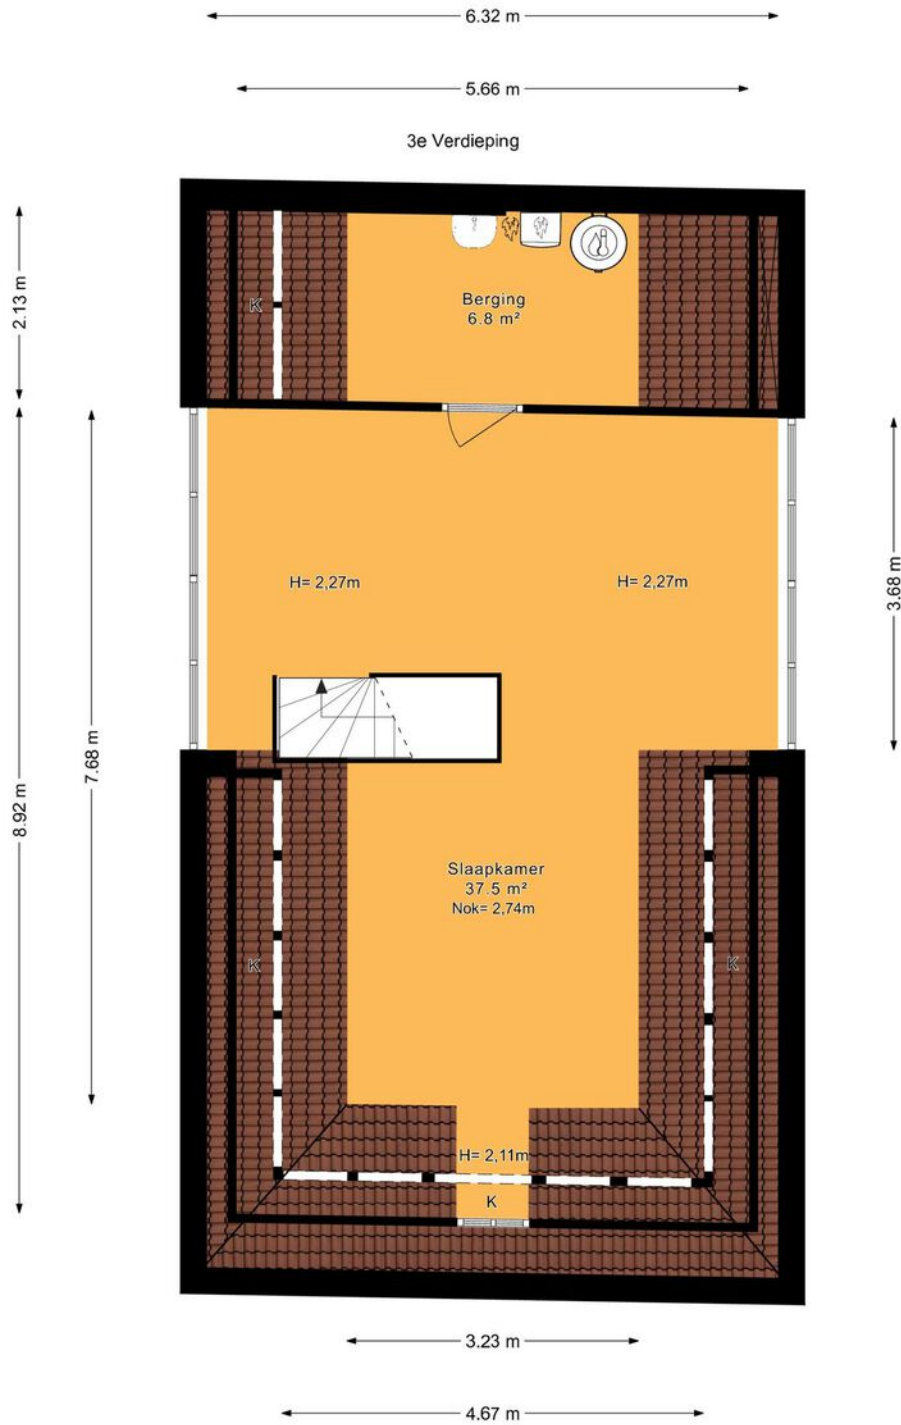 6.32 m
5.66 m
3e Verdieping
2.13 m
K
Berging
6.8 m²
H= 2,27m
H= 2,27m
3.68 m
7.68 m
8.92 m
Slaapkamer
37.5 m²
Nok= 2,74m
K
K
H= 2,11m
K
3.23 m
4.67 m